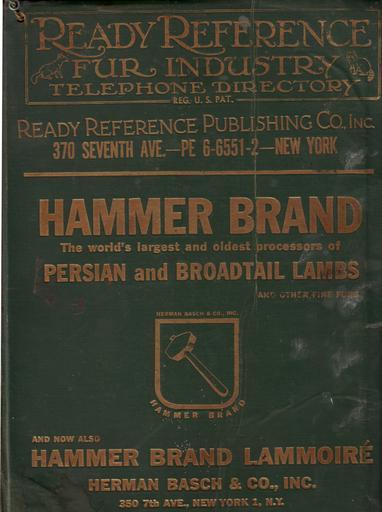 READY REFERENCE
FUR INDUSTRY
TELEPHONE DIRECTORY
REG. U. S. PAT.
READY REFERENCE PUBLISHING CO., INC.
370 SEVENTH AVE.—PE 6-6551-2—NEW YORK
HAMMER BRAND
The world's largest and oldest processors of
PERSIAN and BROADTAIL LAMBS
AND OTHER FINE FURS
HERMAN BASCH & CO., INC.
HAMMER BRAND
AND NOW ALSO
HAMMER BRAND LAMMOIRÉ
HERMAN BASCH & CO., INC.
350 7th AVE., NEW YORK 1, N.Y.